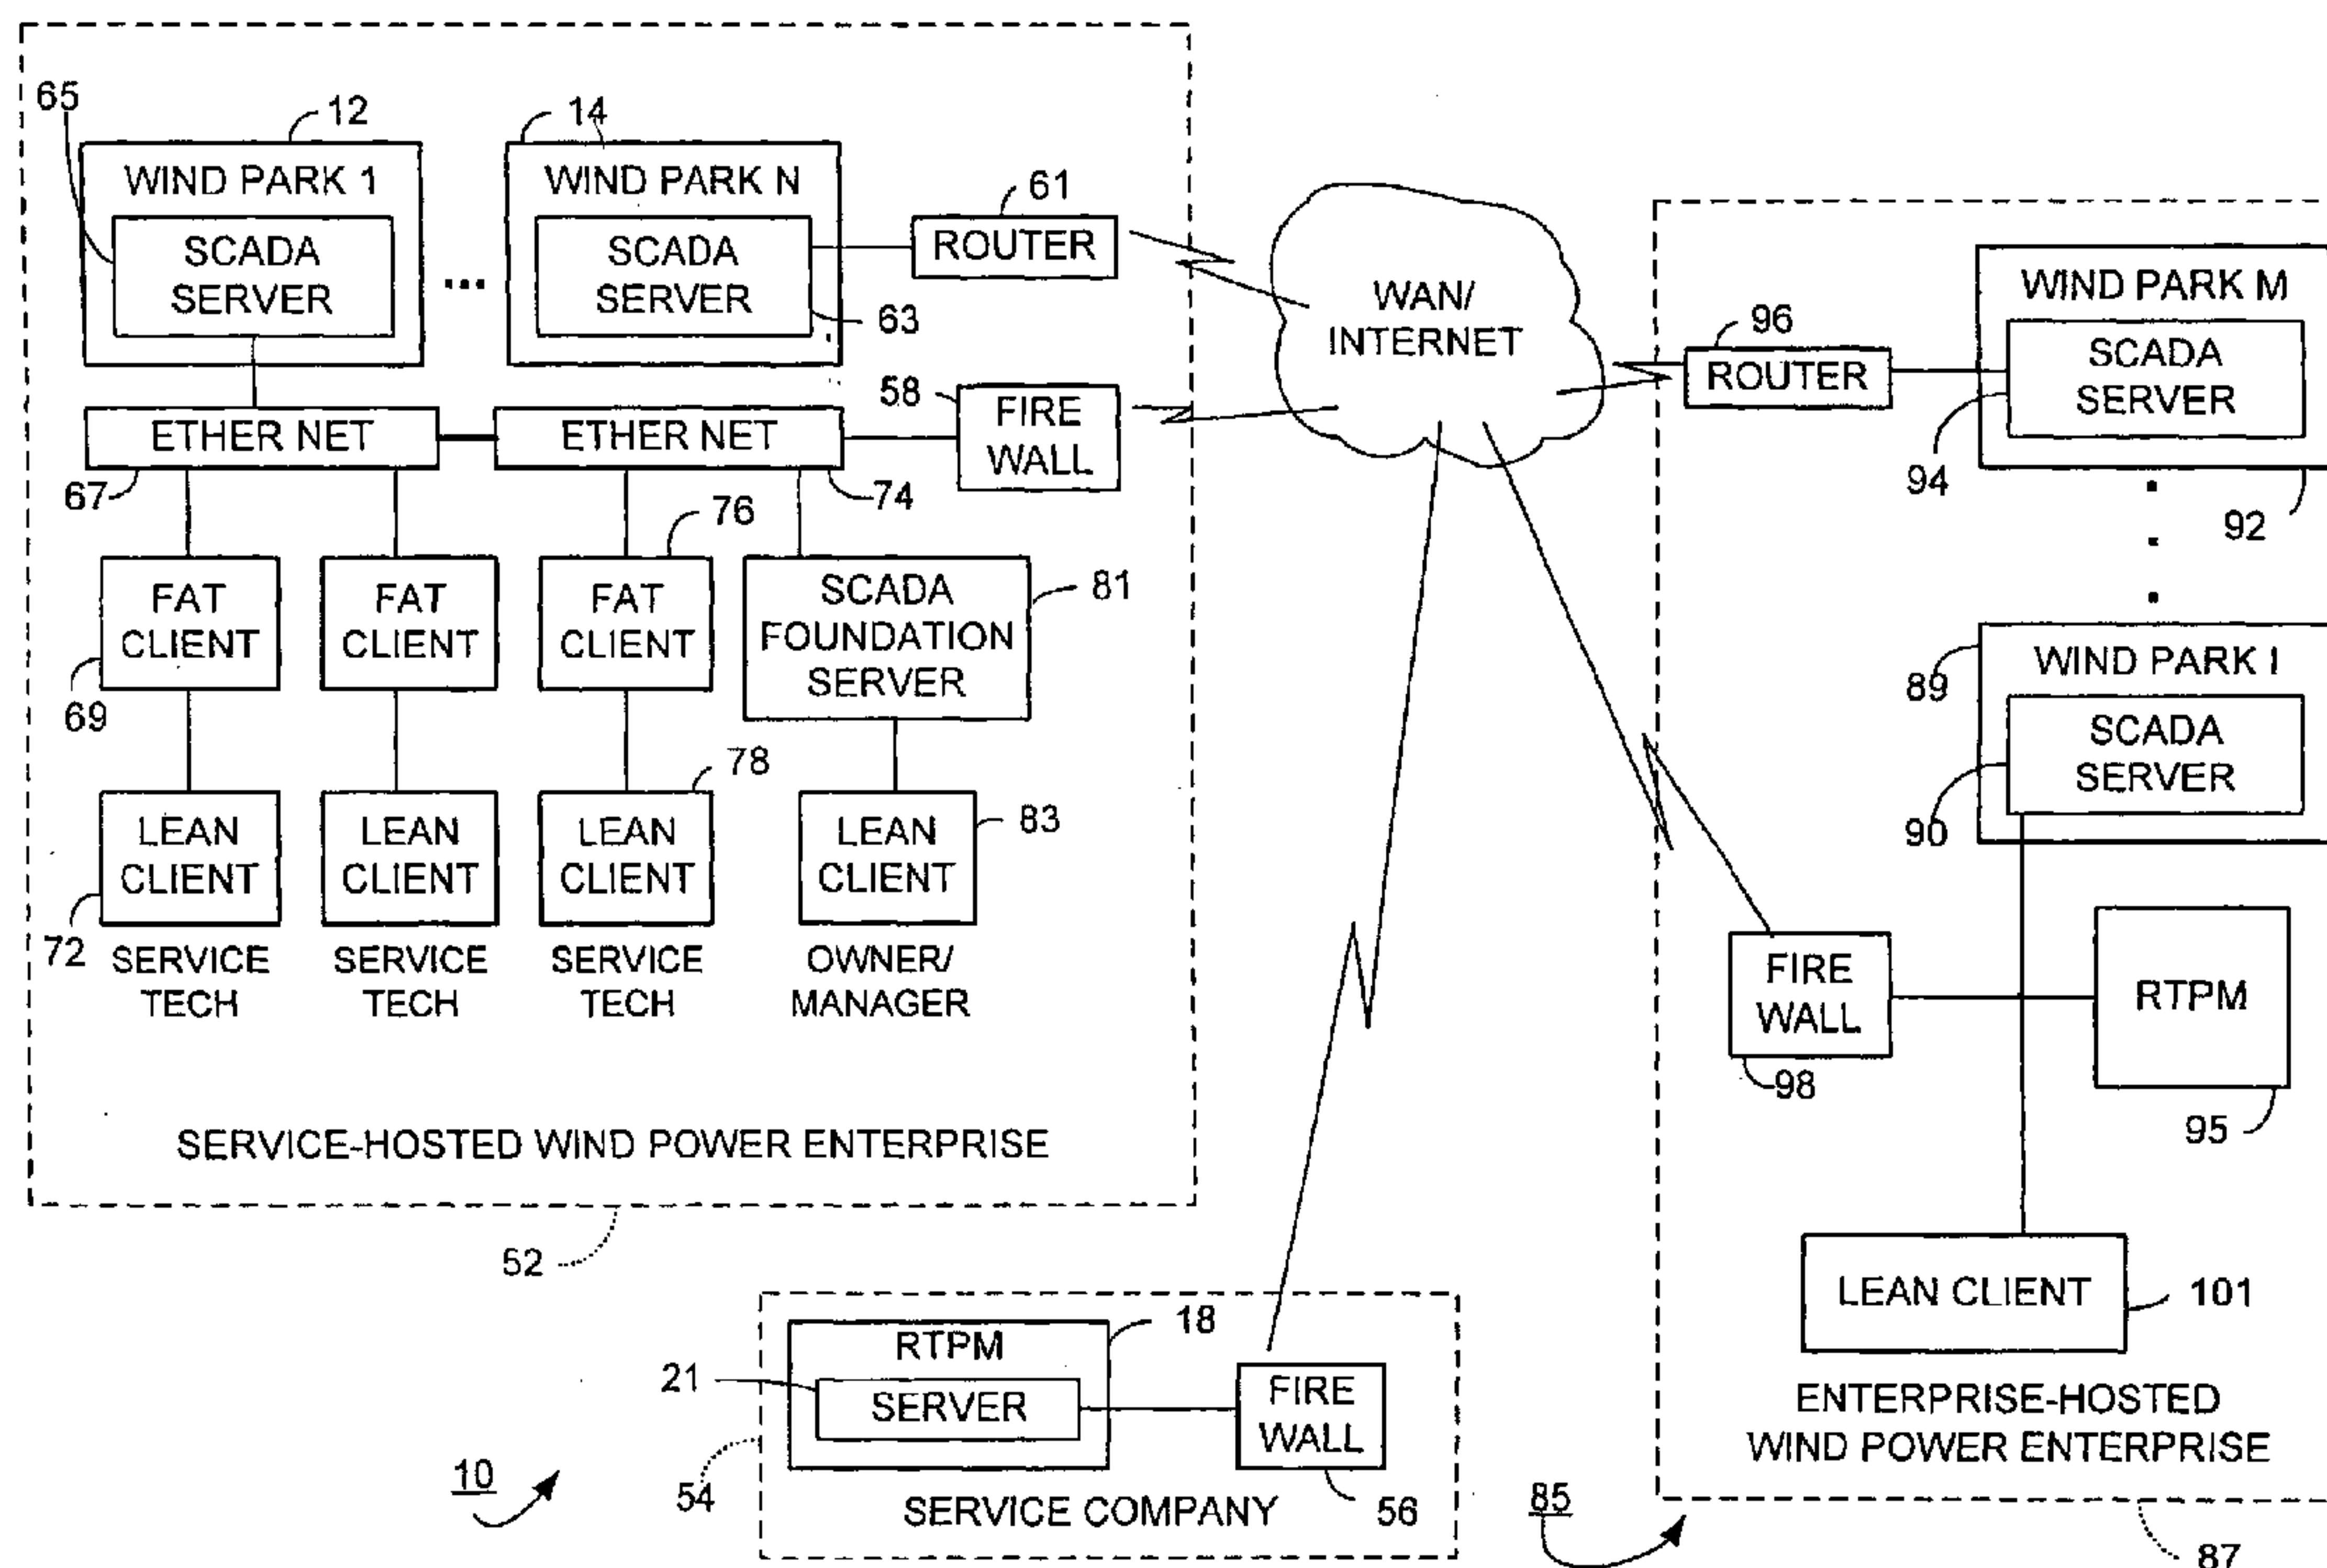 65
12
14
WIND PARK 1
SCADA
SERVER
...
WIND PARK N
SCADA
SERVER
63
61
ROUTER
58
FIRE
WALL
ETHER NET
ETHER NET
67
74
76
FAT
CLIENT
69
FAT
CLIENT
FAT
CLIENT
SCADA
FOUNDATION
SERVER
81
78
LEAN
CLIENT
72
LEAN
CLIENT
LEAN
CLIENT
LEAN
CLIENT
83
SERVICE
TECH
SERVICE
TECH
SERVICE
TECH
OWNER/
MANAGER
SERVICE-HOSTED WIND POWER ENTERPRISE
52
WAN/
INTERNET
96
ROUTER
WIND PARK M
SCADA
SERVER
94
92
WIND PARK I
89
SCADA
SERVER
90
FIRE
WALL
98
RTPM
95
LEAN CLIENT
101
ENTERPRISE-HOSTED
WIND POWER ENTERPRISE
87
85
RTPM
18
21
SERVER
FIRE
WALL
56
54
SERVICE COMPANY
10